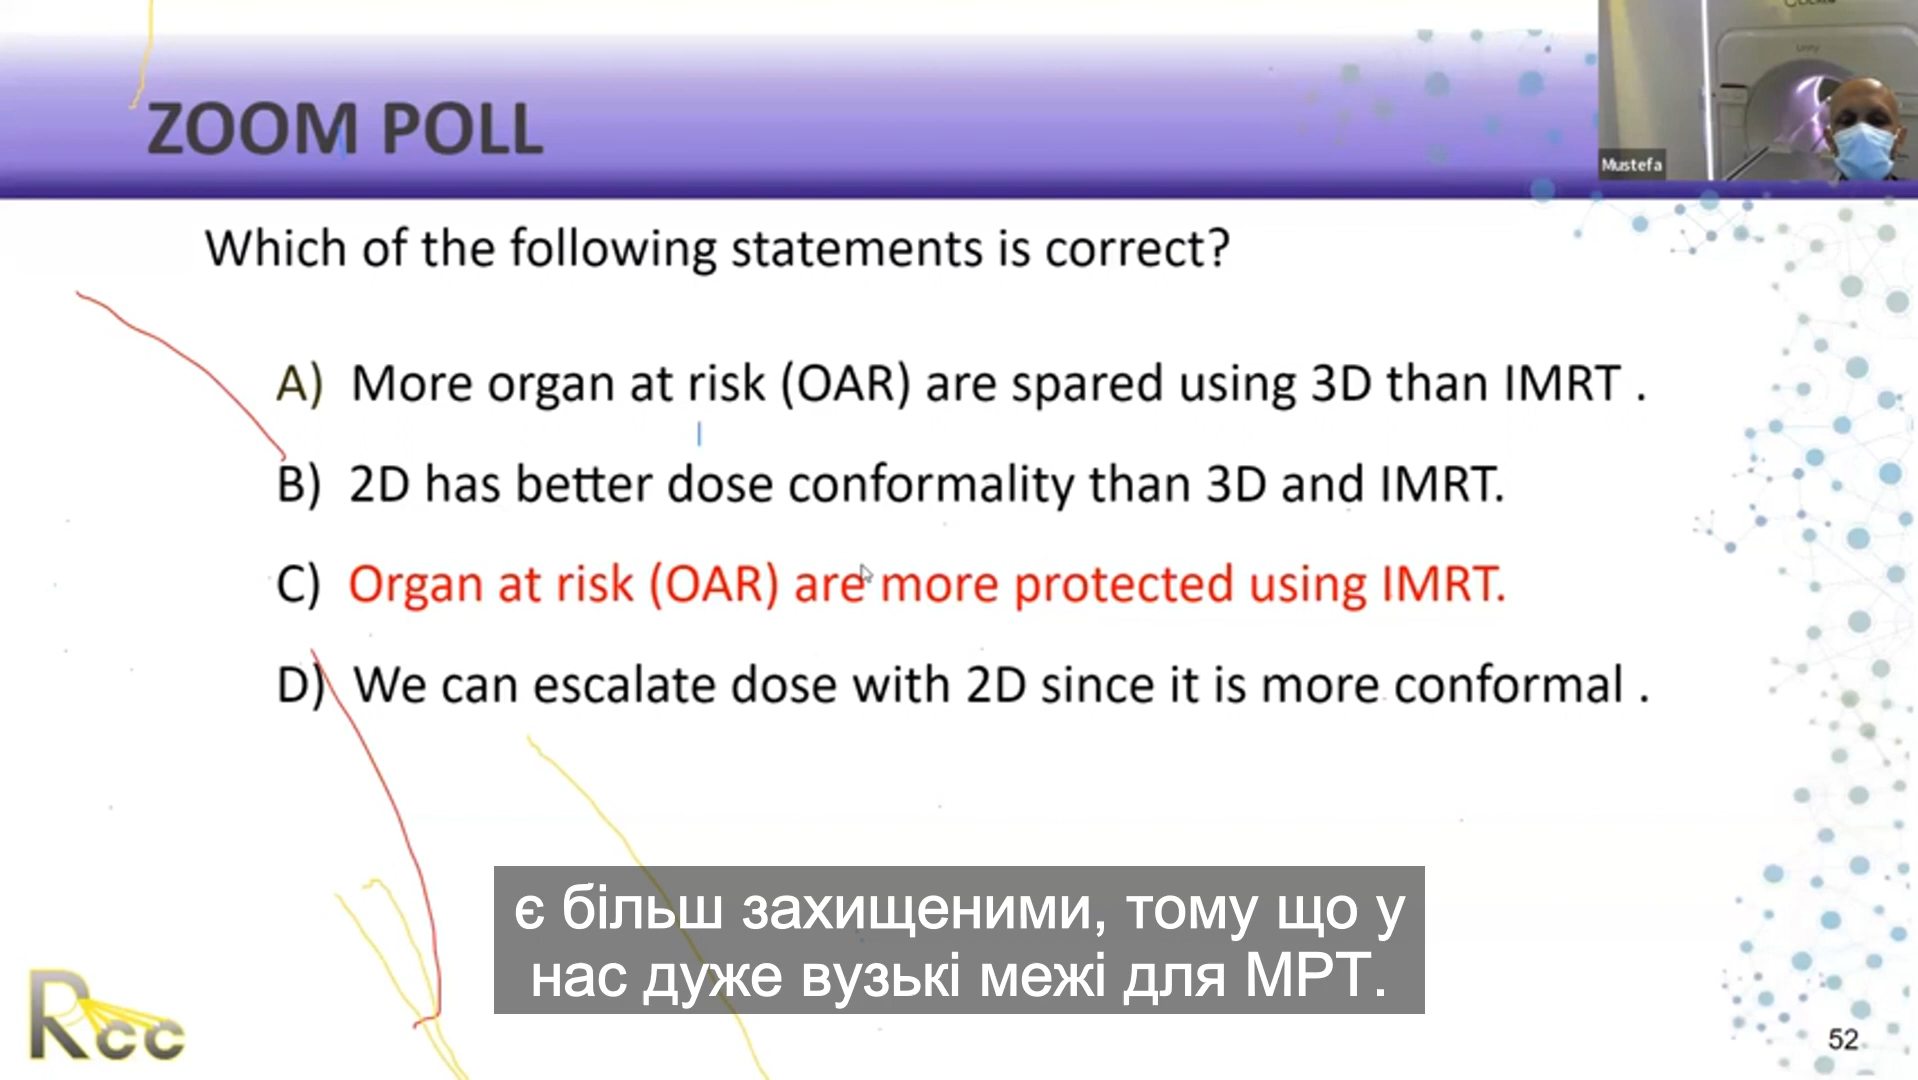 ZOOM POLL
Mustefa
Which of the following statements is correct?
A) More organ at risk (OAR) are spared using 3D than IMRT .
B) 2D has better dose conformality than 3D and IMRT.
C) Organ at risk (OAR) are more protected using IMRT.
D) We can escalate dose with 2D since it is more conformal .
є більш захищеними, тому що у
нас дуже вузькі межі для МРТ.
Rcc
52